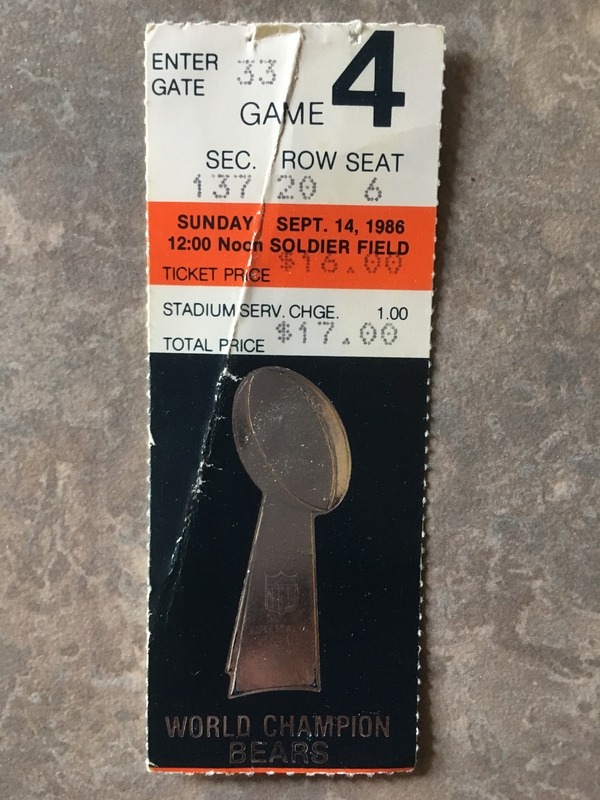 ENTER GATE 33
GAME 4
SEC. ROW SEAT
137 20 6
SUNDAY SEPT. 14, 1986
12:00 Noon SOLDIER FIELD
TICKET PRICE $16.00
STADIUM SERV. CHGE. 1.00
TOTAL PRICE $17.00
NFL
WORLD CHAMPION
BEARS